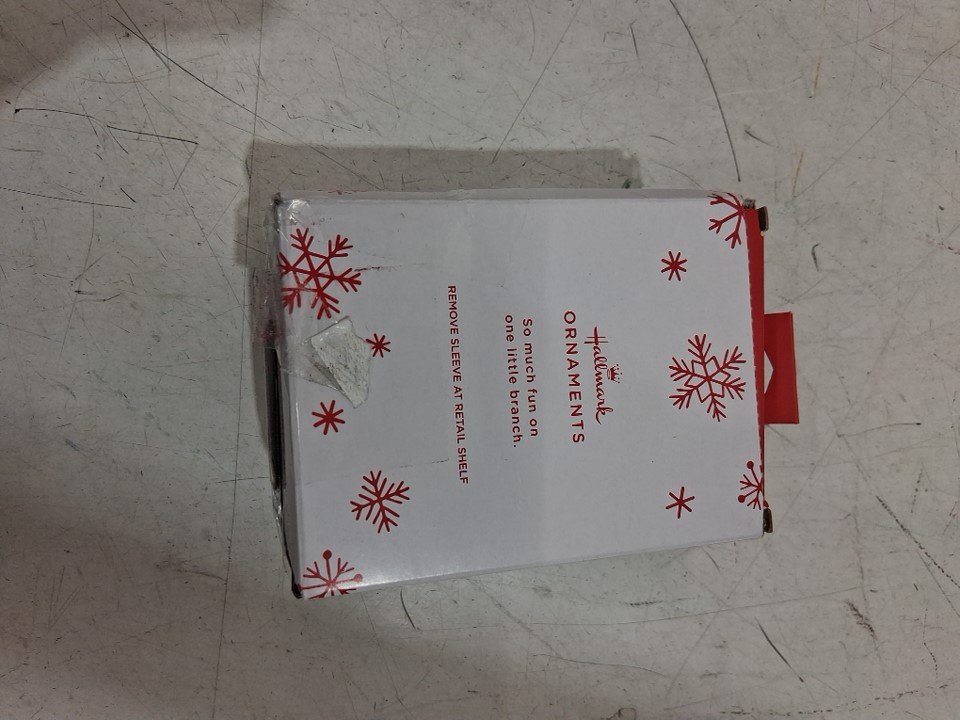 Hallmark
ORNAMENTS
So much fun on
one little branch.
REMOVE SLEEVE AT RETAIL SHELF